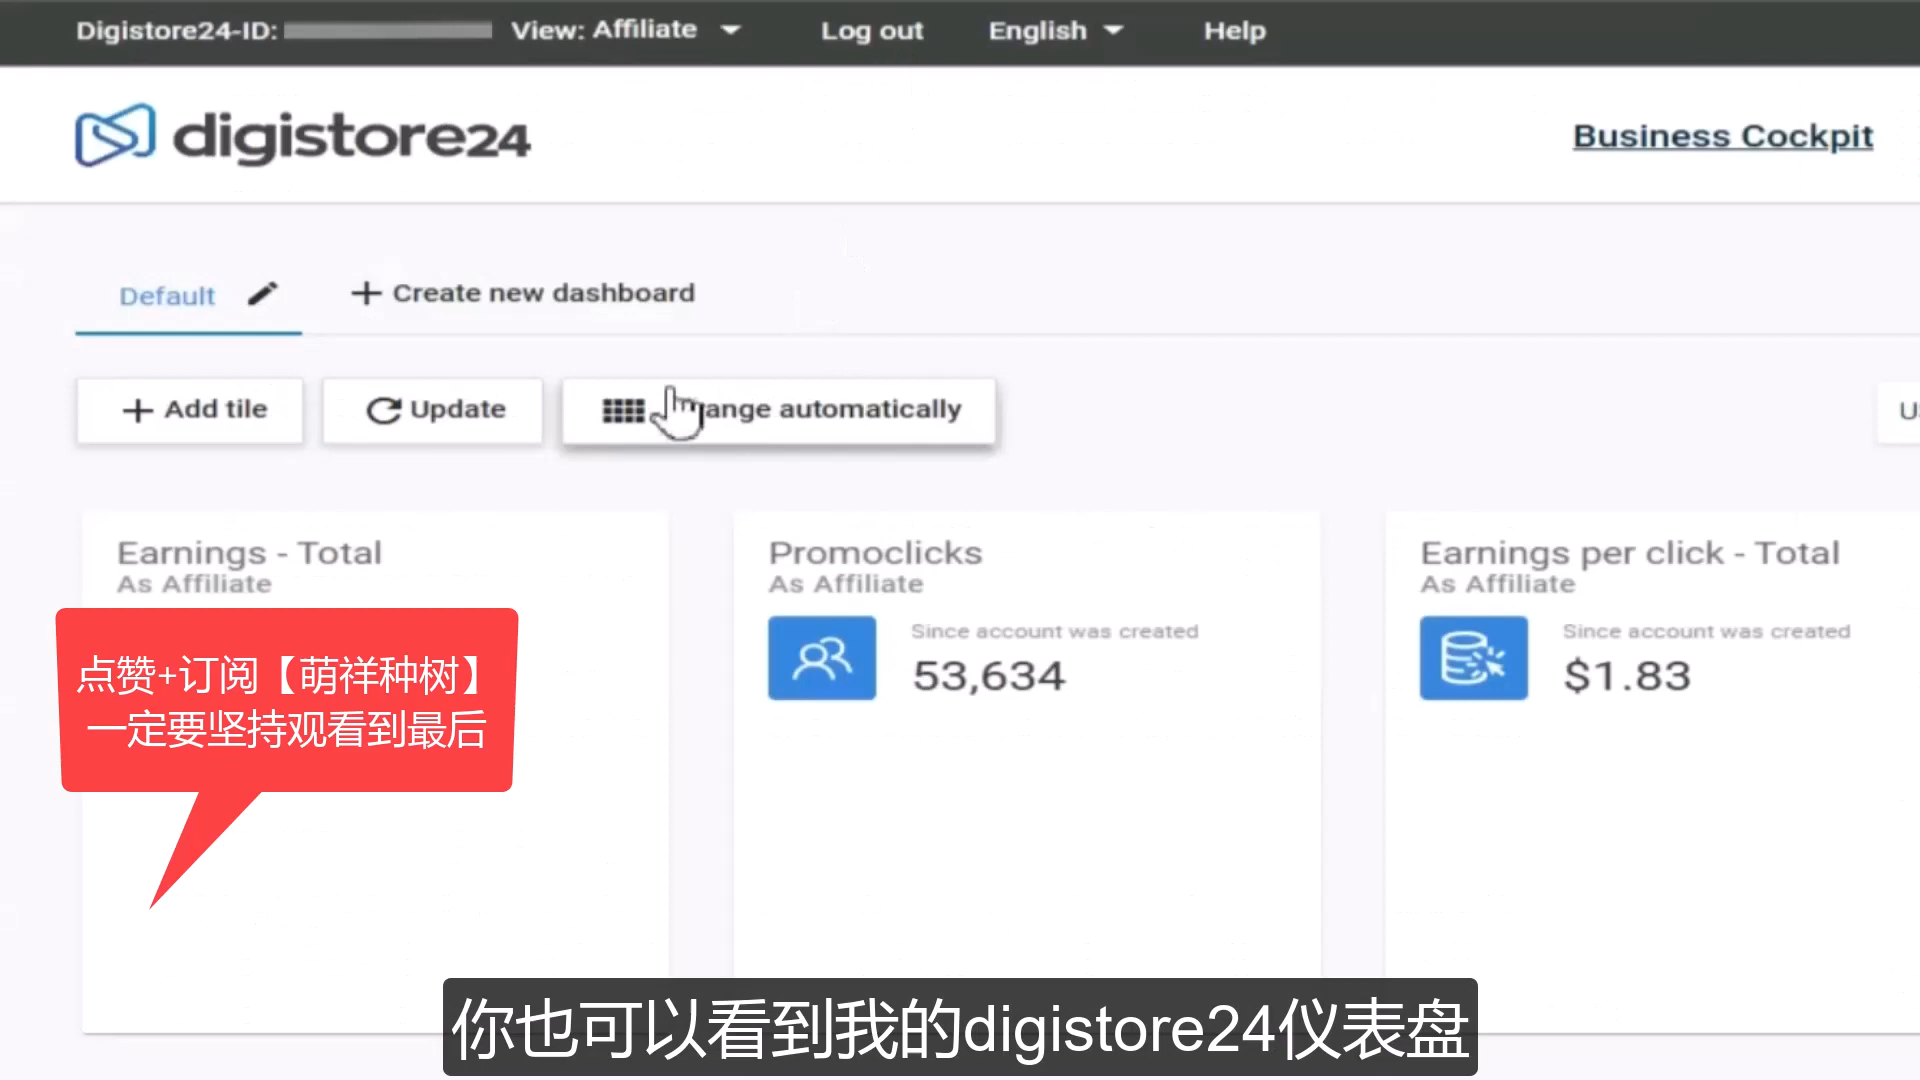 Digistore24-ID: View: Affiliate Log out English Help
digistore24
Business Cockpit
Default + Create new dashboard
+ Add tile Update ange automatically
Earnings - Total
As Affiliate
Promoclicks
As Affiliate
Since account was created
53,634
Earnings per click - Total
As Affiliate
Since account was created
$1.83
点赞+订阅【萌祥种树】
一定要坚持观看到最后
你也可以看到我的digistore24仪表盘